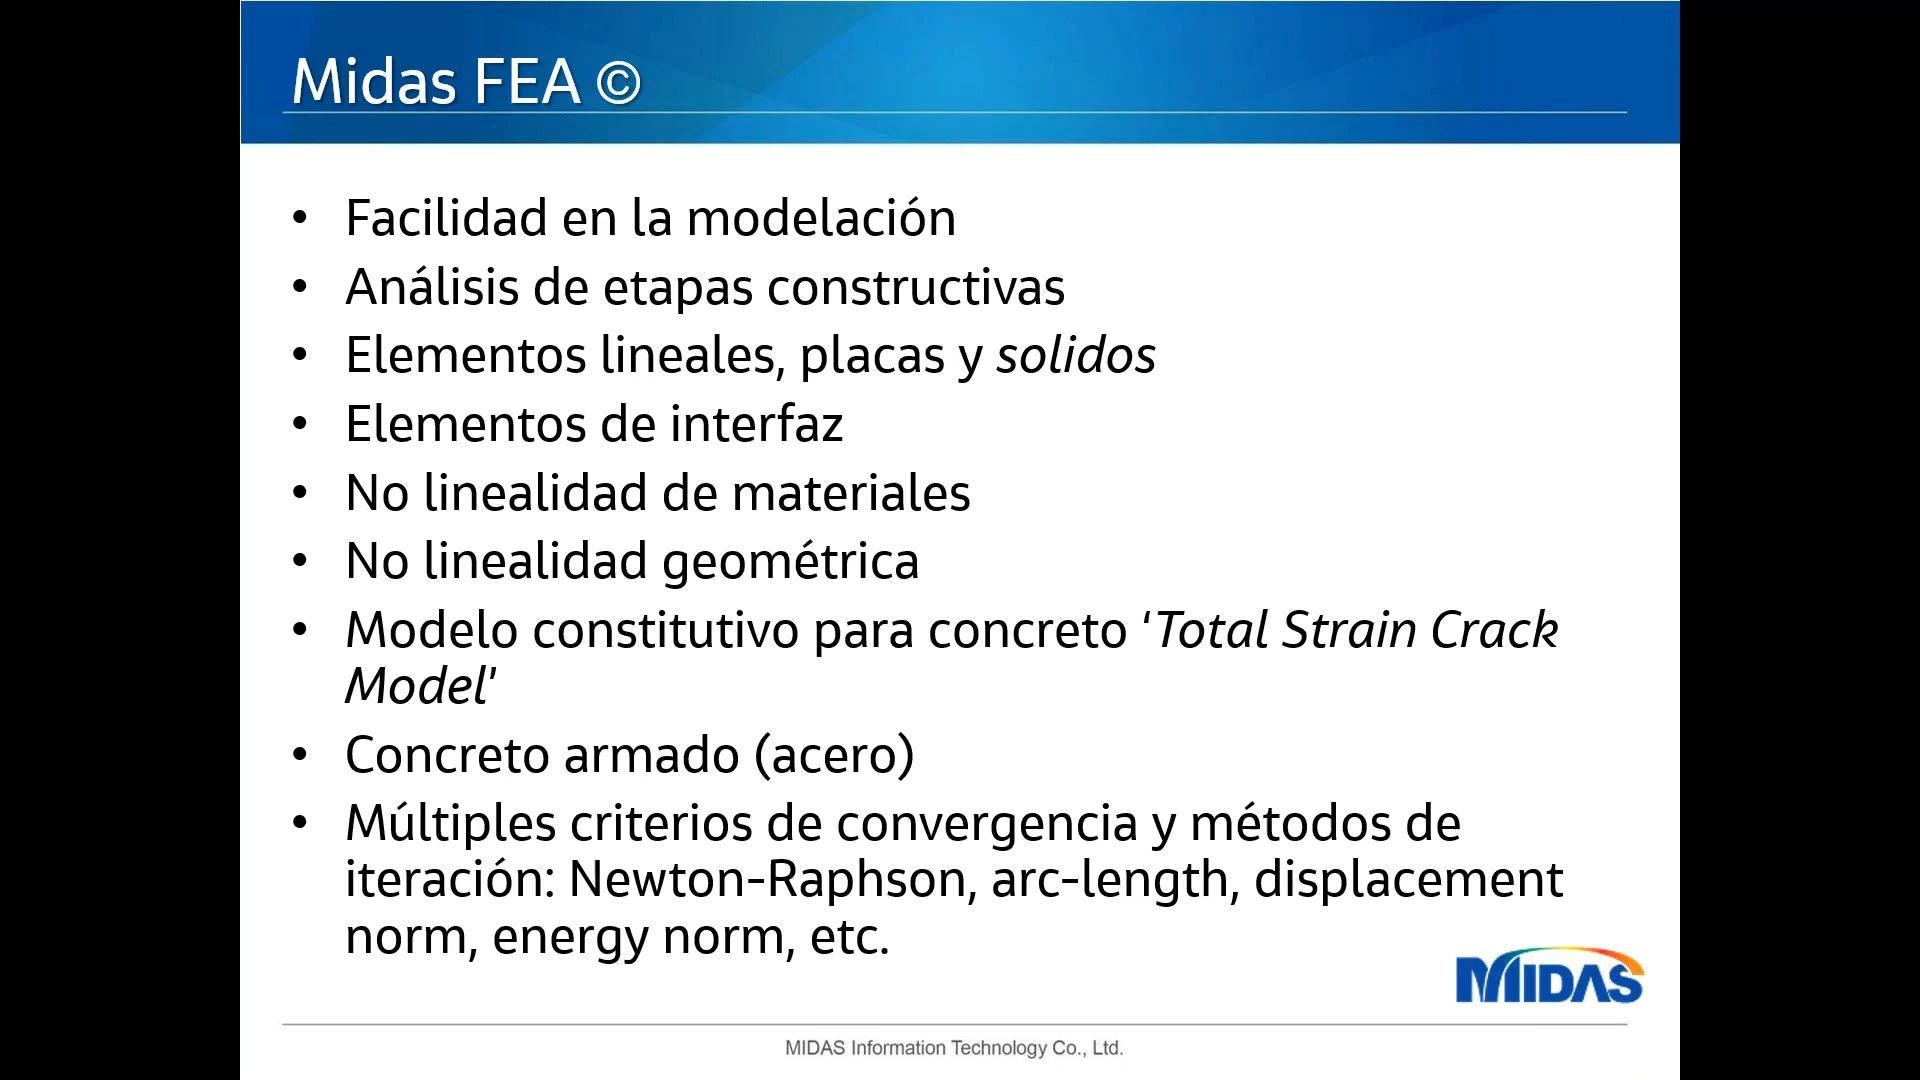 Midas FEA ©
• Facilidad en la modelación
• Análisis de etapas constructivas
• Elementos lineales, placas y solidos
• Elementos de interfaz
• No linealidad de materiales
• No linealidad geométrica
• Modelo constitutivo para concreto ‘Total Strain Crack
Model’
• Concreto armado (acero)
• Múltiples criterios de convergencia y métodos de
iteración: Newton-Raphson, arc-length, displacement
norm, energy norm, etc.
MIDAS
MIDAS Information Technology Co., Ltd.